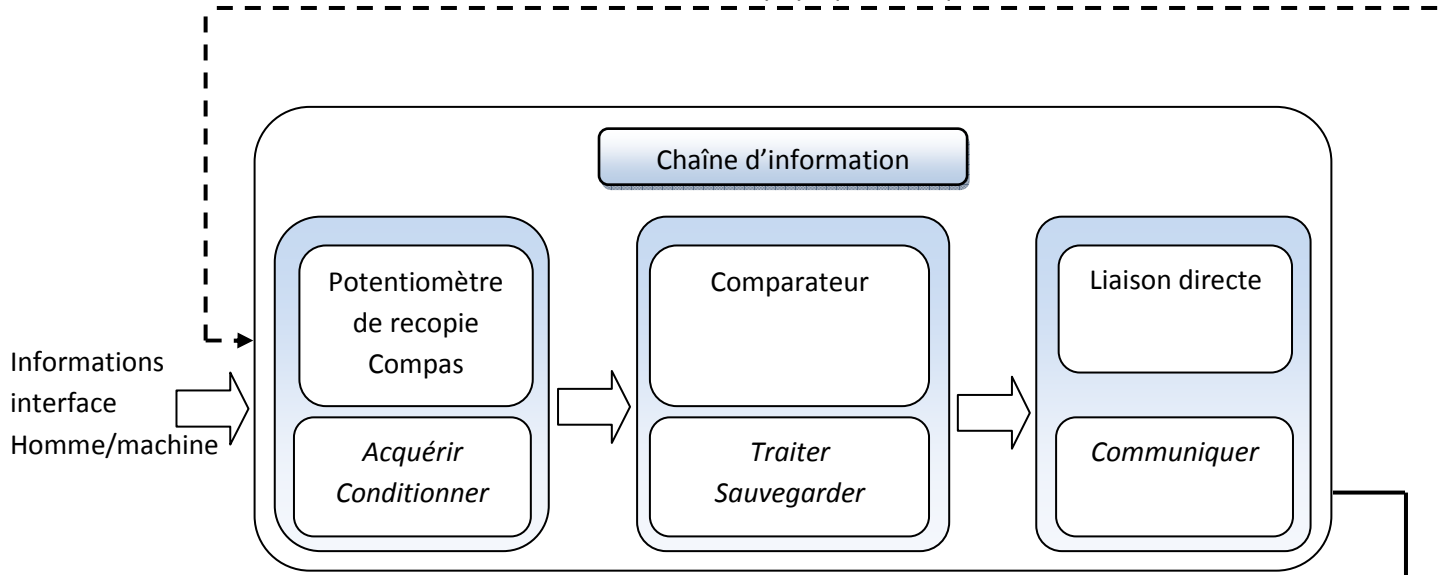 Chaîne d'information
Potentiomètre
de recopie
Compas
Comparateur
Liaison directe
Informations
interface
Homme/machine
Acquérir
Conditionner
Traiter
Sauvegarder
Communiquer